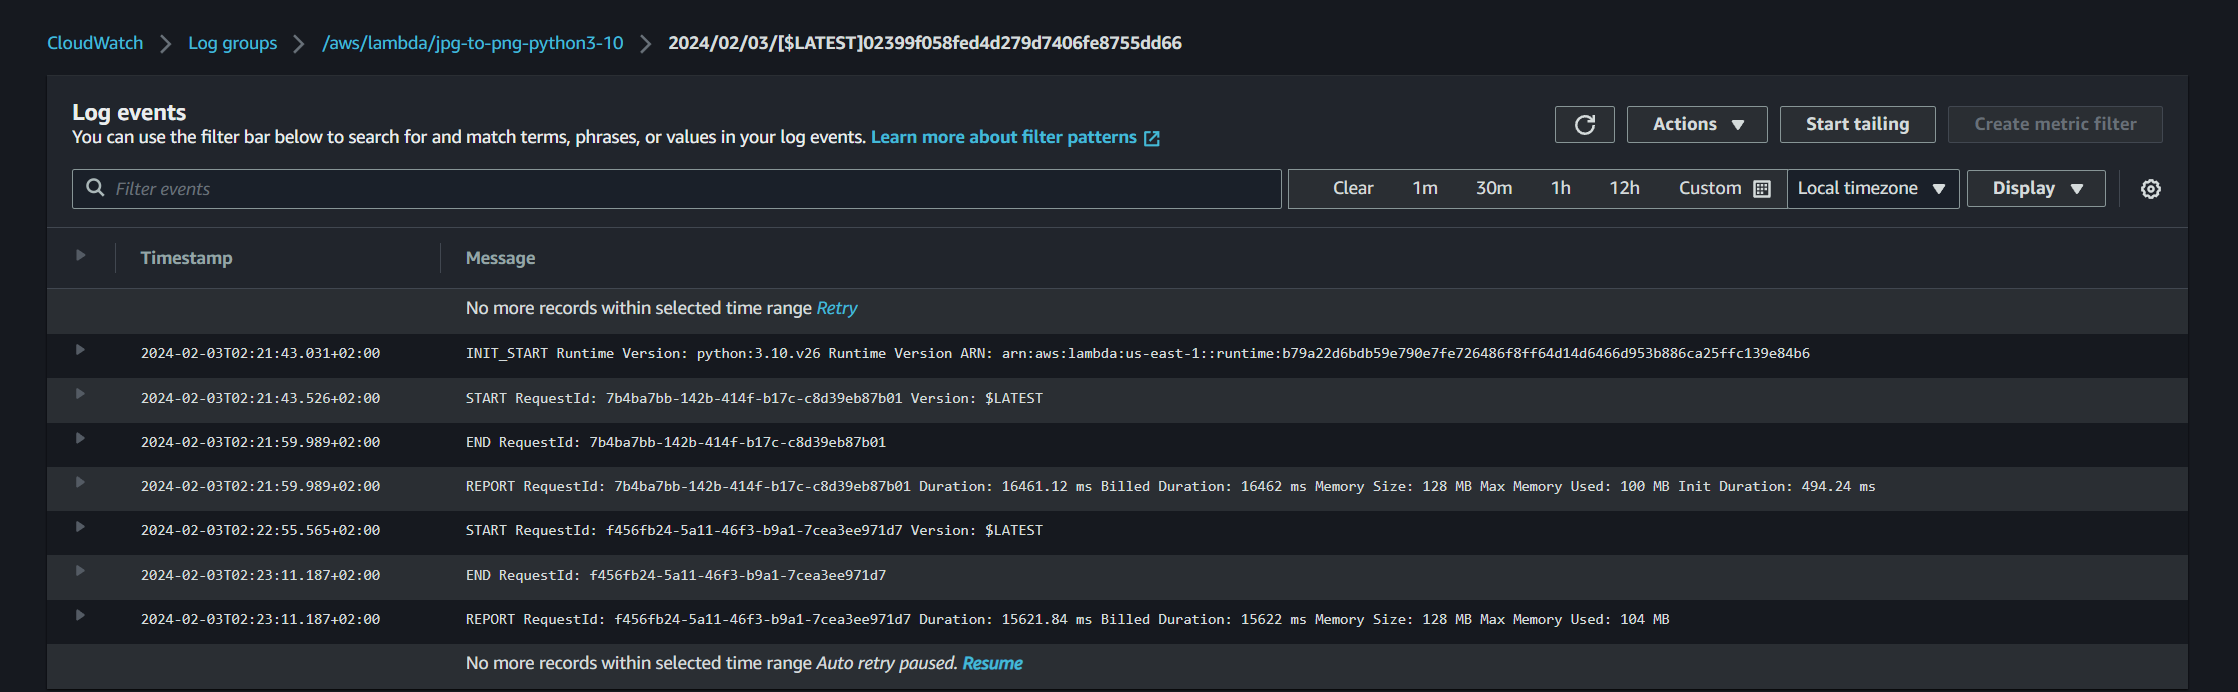 CloudWatch > Log groups > /aws/lambda/jpg-to-png-python3-10 > 2024/02/03/[$LATEST]02399f058fed4d279d7406fe8755dd66
Log events
You can use the filter bar below to search for and match terms, phrases, or values in your log events. Learn more about filter patterns
Actions
Start tailing
Create metric filter
Filter events
Clear 1m 30m 1h 12h Custom Local timezone Display
Timestamp Message
No more records within selected time range Retry
2024-02-03T02:21:43.031+02:00 INIT_START Runtime Version: python:3.10.v26 Runtime Version ARN: arn:aws:lambda:us-east-1::runtime:b79a22d6bdb59e790e7fe726486f8ff64d14d6466d953b886ca25ffc139e84b6
2024-02-03T02:21:43.526+02:00 START RequestId: 7b4ba7bb-142b-414f-b17c-c8d39eb87b01 Version: $LATEST
2024-02-03T02:21:59.989+02:00 END RequestId: 7b4ba7bb-142b-414f-b17c-c8d39eb87b01
2024-02-03T02:21:59.989+02:00 REPORT RequestId: 7b4ba7bb-142b-414f-b17c-c8d39eb87b01 Duration: 16461.12 ms Billed Duration: 16462 ms Memory Size: 128 MB Max Memory Used: 100 MB Init Duration: 494.24 ms
2024-02-03T02:22:55.565+02:00 START RequestId: f456fb24-5a11-46f3-b9a1-7cea3ee971d7 Version: $LATEST
2024-02-03T02:23:11.187+02:00 END RequestId: f456fb24-5a11-46f3-b9a1-7cea3ee971d7
2024-02-03T02:23:11.187+02:00 REPORT RequestId: f456fb24-5a11-46f3-b9a1-7cea3ee971d7 Duration: 15621.84 ms Billed Duration: 15622 ms Memory Size: 128 MB Max Memory Used: 104 MB
No more records within selected time range Auto retry paused. Resume